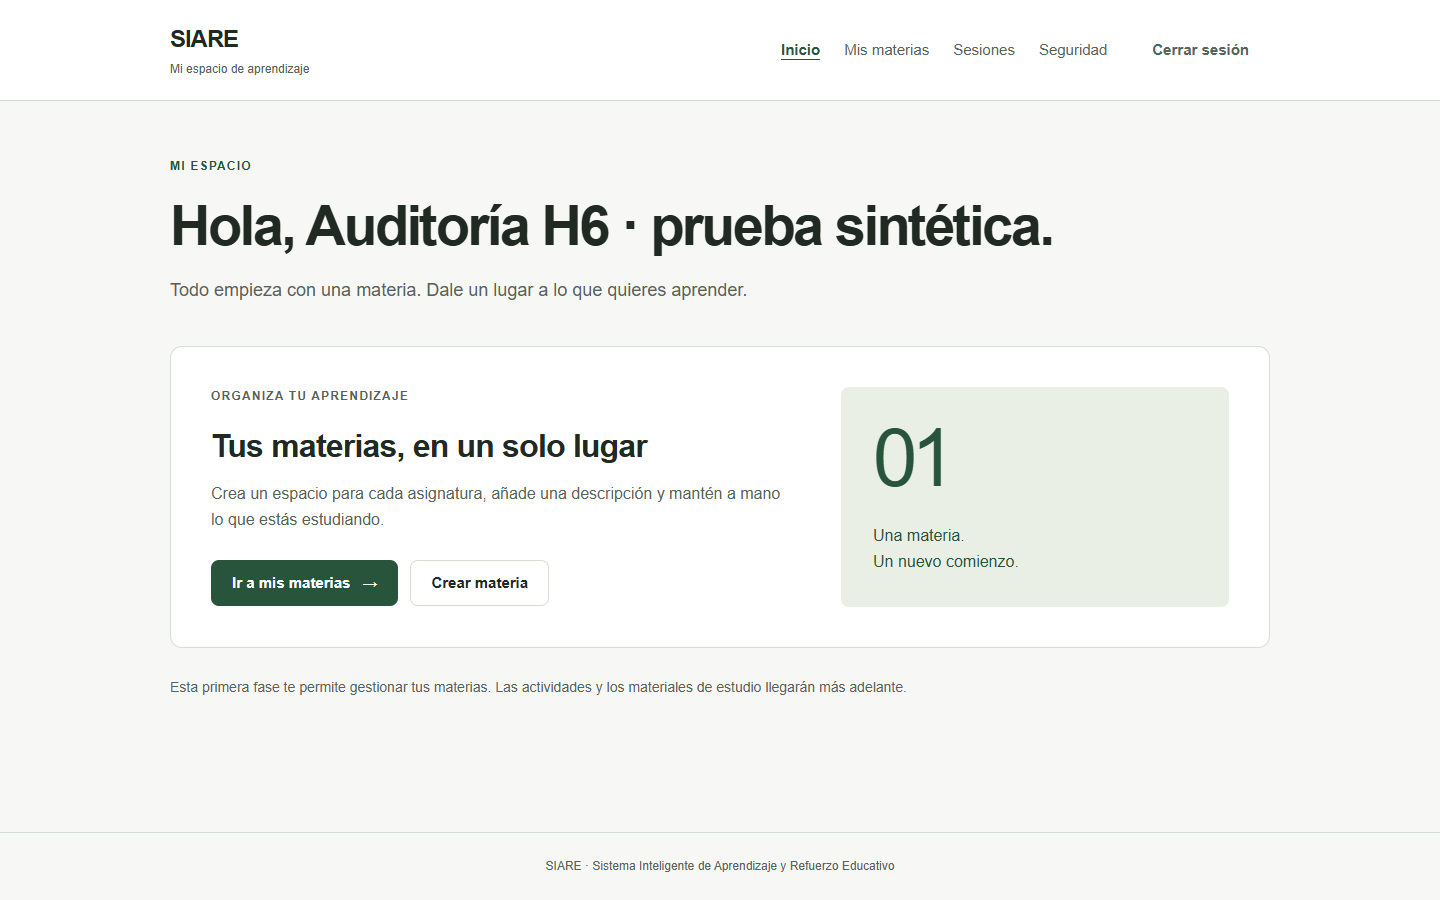 SIARE
Mi espacio de aprendizaje
Inicio
Mis materias
Sesiones
Seguridad
Cerrar sesión
MI ESPACIO
Hola, Auditoría H6 · prueba sintética.
Todo empieza con una materia. Dale un lugar a lo que quieres aprender.
ORGANIZA TU APRENDIZAJE
Tus materias, en un solo lugar
Crea un espacio para cada asignatura, añade una descripción y mantén a mano
lo que estás estudiando.
Ir a mis materias →
Crear materia
01
Una materia.
Un nuevo comienzo.
Esta primera fase te permite gestionar tus materias. Las actividades y los materiales de estudio llegarán más adelante.
SIARE · Sistema Inteligente de Aprendizaje y Refuerzo Educativo